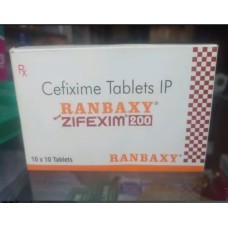 Rx
Cefixime Tablets IP
RANBAXY®
ZIFEXIM® 200
10 x 10 Tablets
RANBAXY®